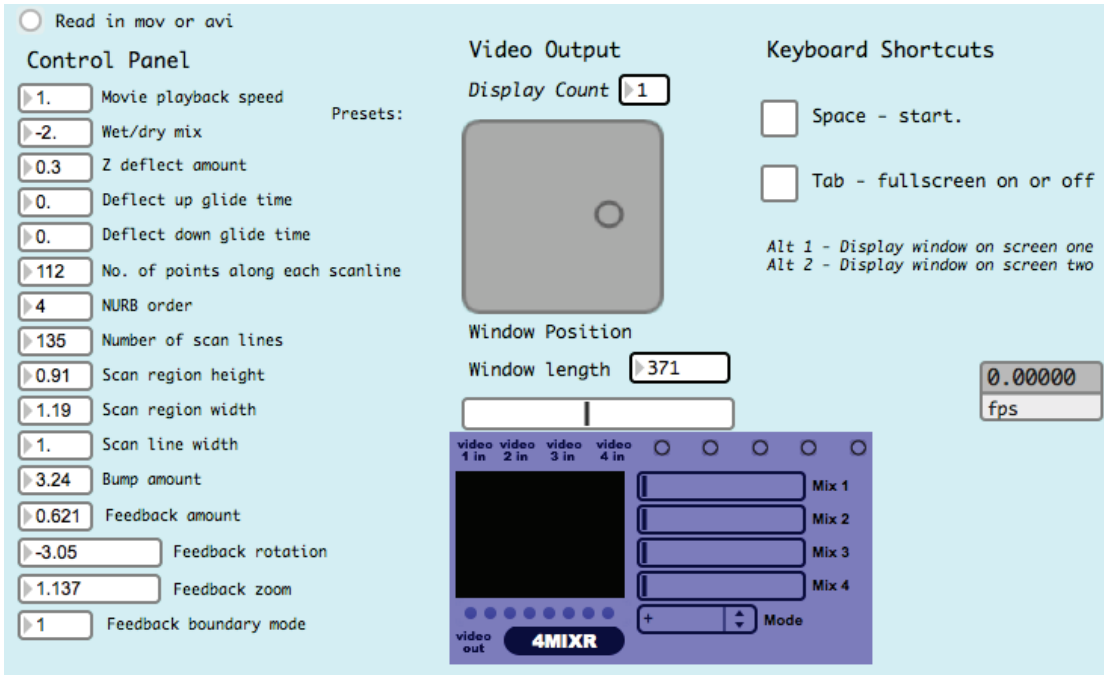 Read in mov or avi
Control Panel
1. Movie playback speed
Presets:
-2. Wet/dry mix
0.3 Z deflect amount
0. Deflect up glide time
0. Deflect down glide time
112 No. of points along each scanline
4 NURB order
135 Number of scan lines
0.91 Scan region height
1.19 Scan region width
1. Scan line width
3.24 Bump amount
0.621 Feedback amount
-3.05 Feedback rotation
1.137 Feedback zoom
1 Feedback boundary mode
Video Output
Display Count 1
Window Position
Window length 371
video 1 in
video 2 in
video 3 in
video 4 in
Mix 1
Mix 2
Mix 3
Mix 4
+ Mode
video out
4MIXR
Keyboard Shortcuts
Space - start.
Tab - fullscreen on or off
Alt 1 - Display window on screen one
Alt 2 - Display window on screen two
0.00000
fps